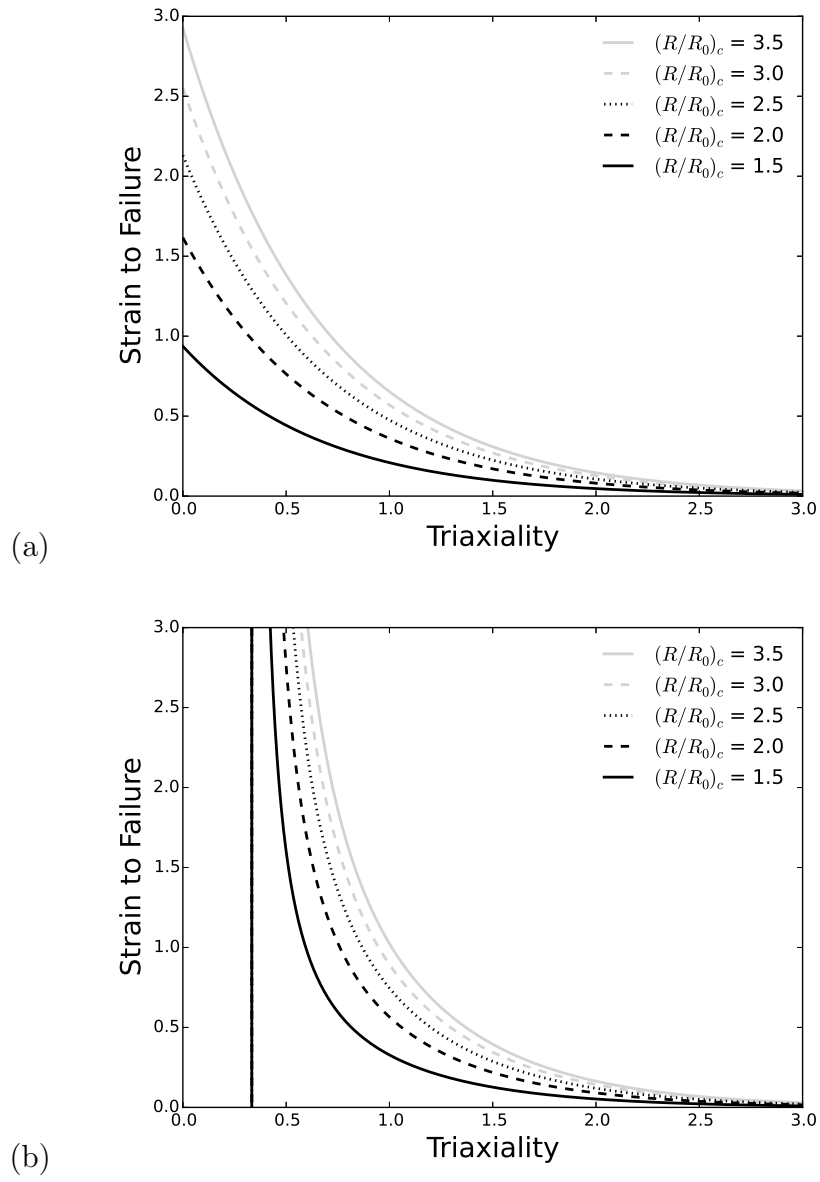 3.0
2.5
2.0
1.5
1.0
0.5
0.0
Strain to Failure
(R/R₀)꜀ = 3.5
(R/R₀)꜀ = 3.0
(R/R₀)꜀ = 2.5
(R/R₀)꜀ = 2.0
(R/R₀)꜀ = 1.5
0.0 0.5 1.0 1.5 2.0 2.5 3.0
Triaxiality
(a)
3.0
2.5
2.0
1.5
1.0
0.5
0.0
Strain to Failure
(R/R₀)꜀ = 3.5
(R/R₀)꜀ = 3.0
(R/R₀)꜀ = 2.5
(R/R₀)꜀ = 2.0
(R/R₀)꜀ = 1.5
0.0 0.5 1.0 1.5 2.0 2.5 3.0
Triaxiality
(b)